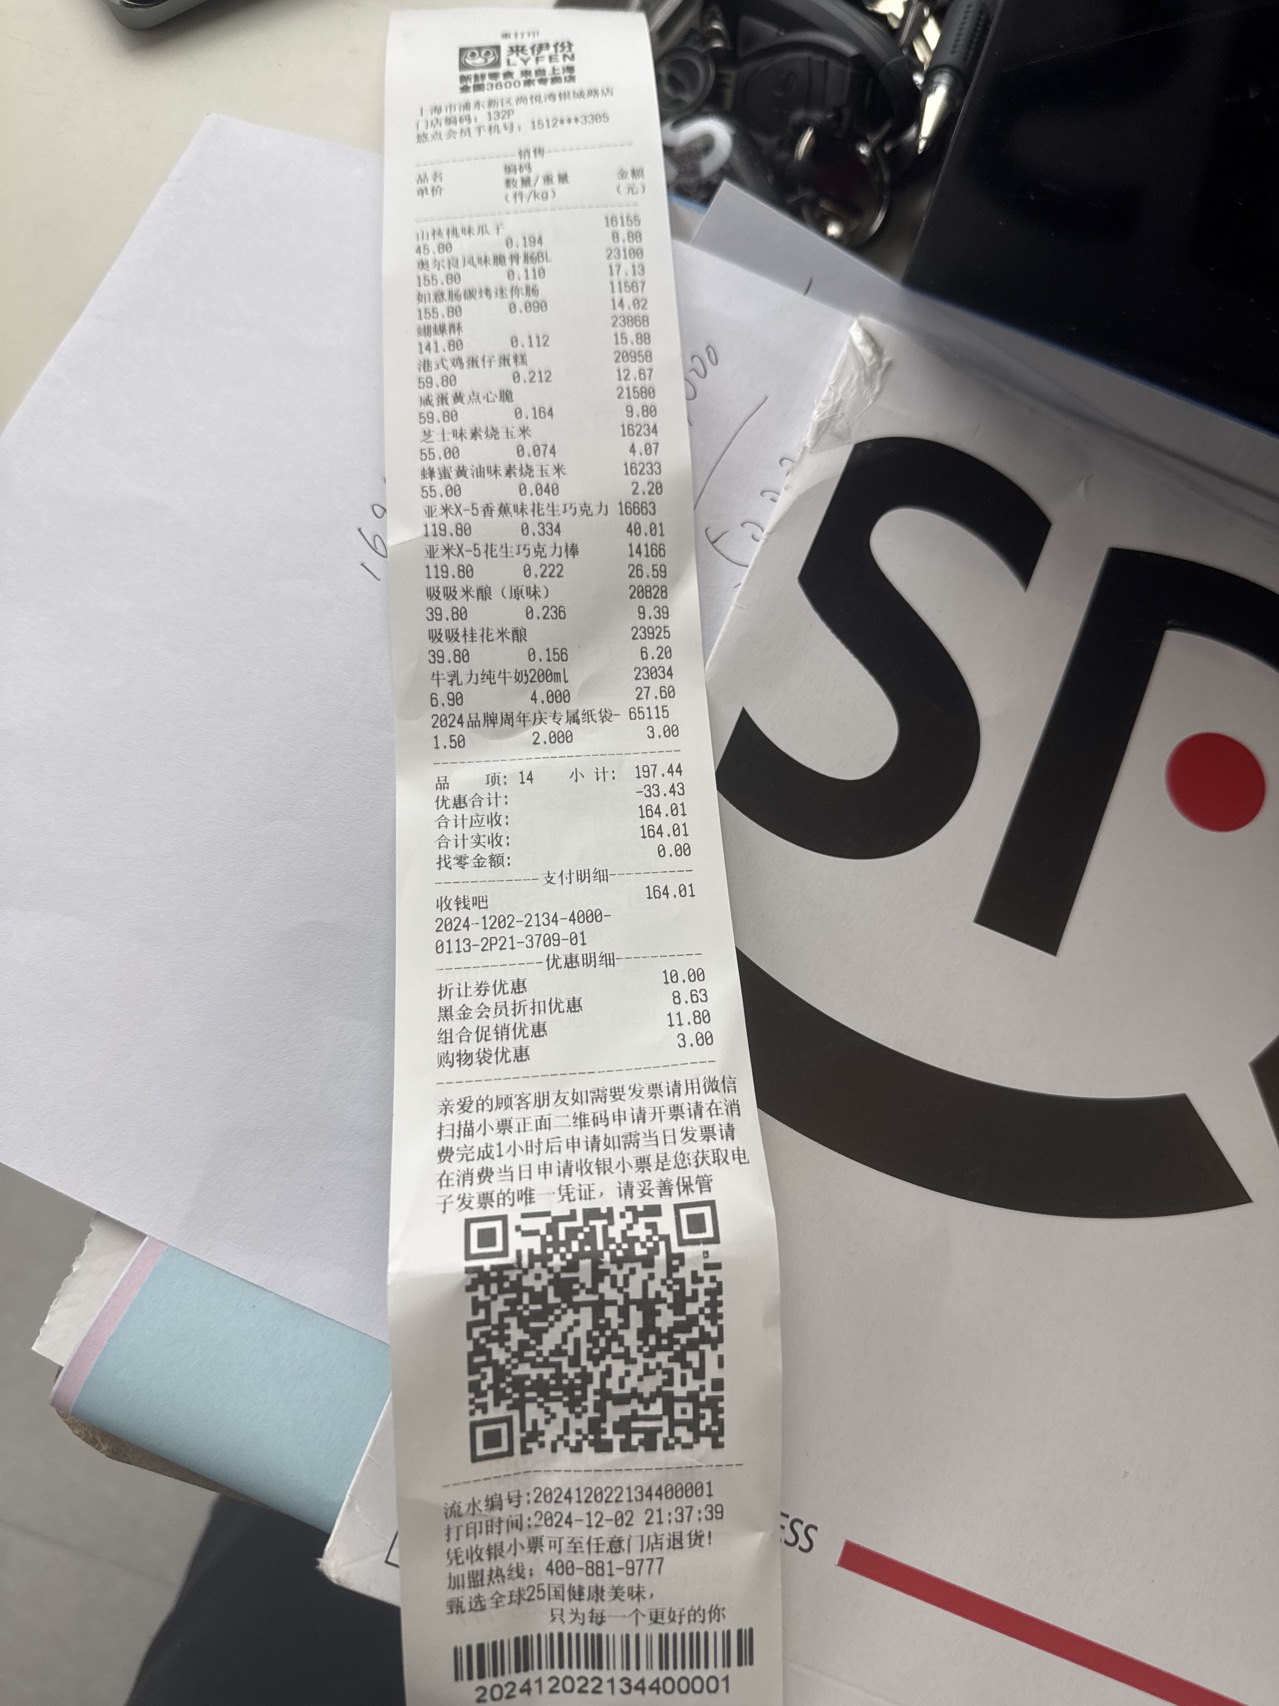 来伊份
LYFEN
新鲜零食 来自上海
全国3600家专卖店
上海市浦东新区尚悦湾银城路店
门店编码：132P
悠点会员手机号：1512***3305
销售
品名 编码 金额
单价 数量/重量 （元）
（件/kg）
山核桃味瓜子 16155
45.80 0.194 8.88
奥尔良风味脆骨肠BL 23100
155.80 0.110 17.13
如意肠碳烤迷你肠 11567
155.80 0.090 14.02
蝴蝶酥 23868
141.80 0.112 15.88
港式鸡蛋仔蛋糕 20958
59.80 0.212 12.67
咸蛋黄点心脆 21580
59.80 0.164 9.80
芝士味素烧玉米 16234
55.00 0.074 4.07
蜂蜜黄油味素烧玉米 16233
55.00 0.040 2.20
亚米X-5香蕉味花生巧克力 16663
119.80 0.334 40.01
亚米X-5花生巧克力棒 14166
119.80 0.222 26.59
吸吸米酿（原味） 20828
39.80 0.236 9.39
吸吸桂花米酿 23925
39.80 0.156 6.20
牛乳力纯牛奶200ml 23034
6.90 4.000 27.60
2024品牌周年庆专属纸袋- 65115
1.50 2.000 3.00
品 项: 14 小 计: 197.44
优惠合计: -33.43
合计应收: 164.01
合计实收: 164.01
找零金额: 0.00
支付明细
收钱吧 164.01
2024-1202-2134-4000-
0113-2P21-3709-01
优惠明细
折让券优惠 10.00
黑金会员折扣优惠 8.63
组合促销优惠 11.80
购物袋优惠 3.00
亲爱的顾客朋友如需要发票请用微信
扫描小票正面二维码申请开票请在消
费完成1小时后申请如需当日发票请
在消费当日申请收银小票是您获取电
子发票的唯一凭证，请妥善保管
流水编号:202412022134400001
打印时间:2024-12-02 21:37:39
凭收银小票可至任意门店退货!
加盟热线：400-881-9777
甄选全球25国健康美味，
只为每一个更好的你
202412022134400001
SF
ESS